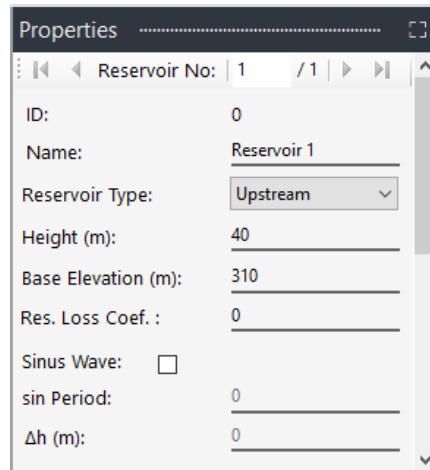 Properties
Reservoir No: 1 / 1
ID: 0
Name: Reservoir 1
Reservoir Type: Upstream
Height (m): 40
Base Elevation (m): 310
Res. Loss Coef. : 0
Sinus Wave:
sin Period: 0
Δh (m): 0